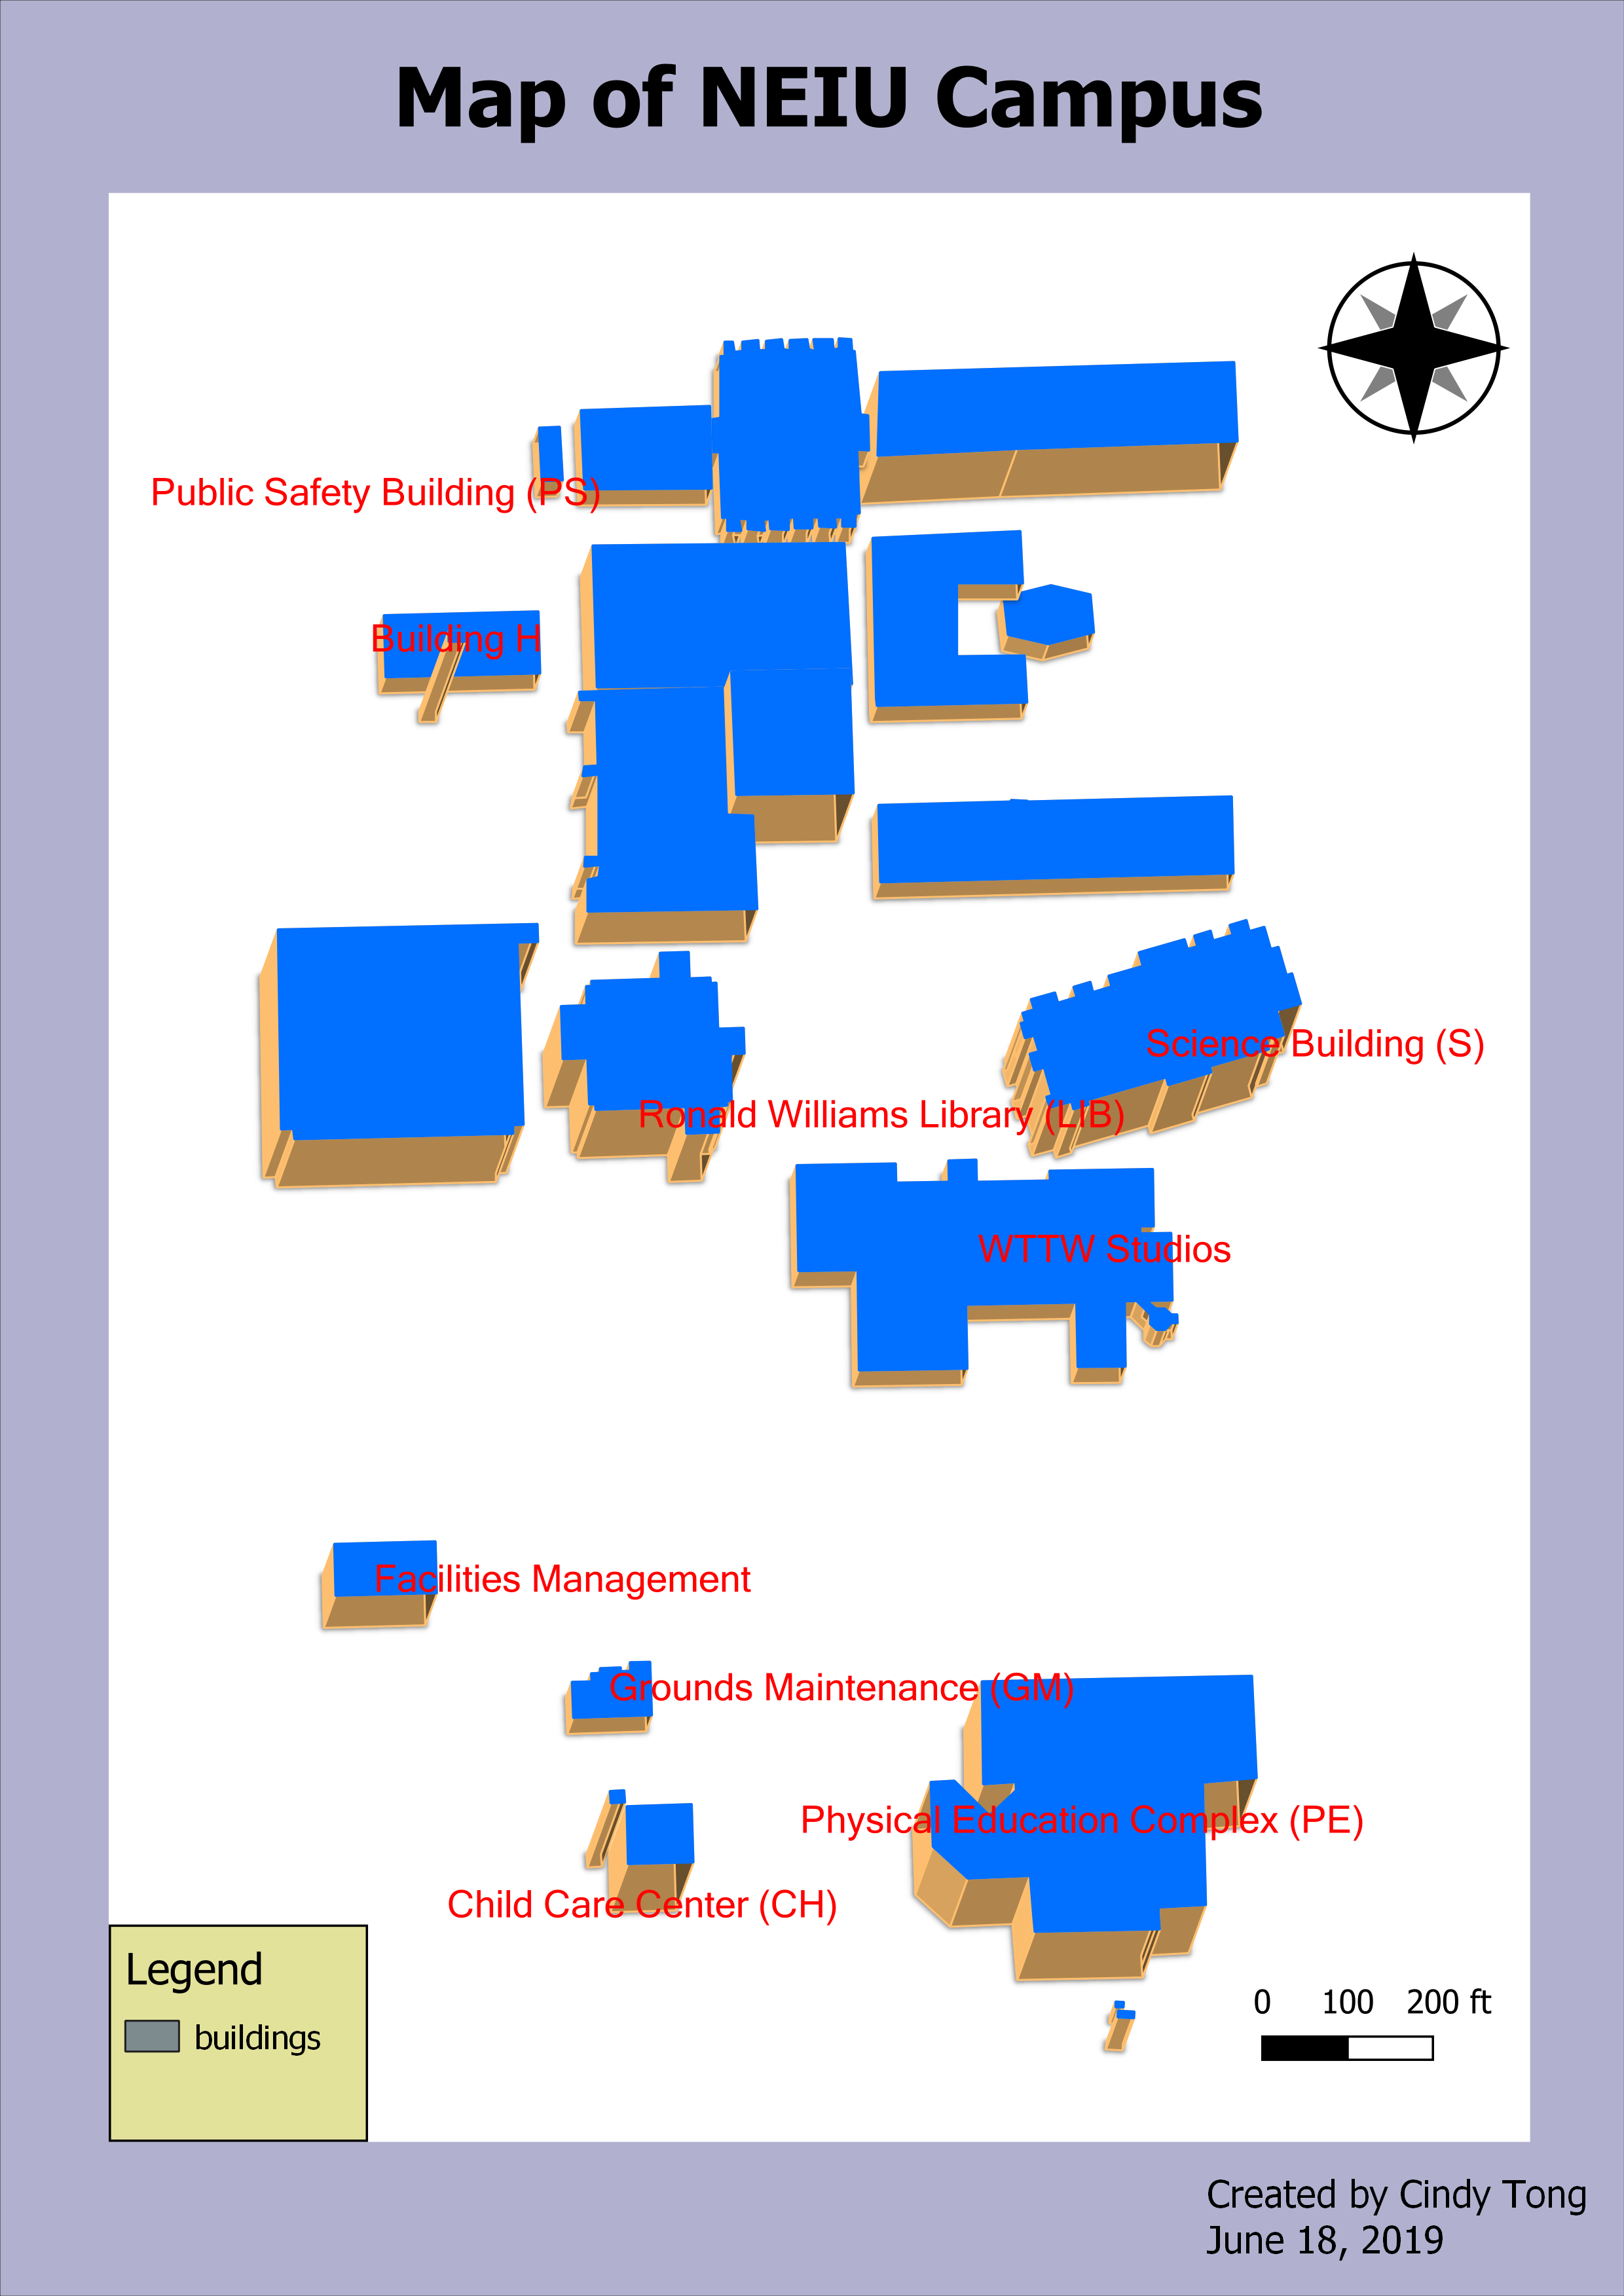 Map of NEIU Campus
Public Safety Building (PS)
Building H
Science Building (S)
Ronald Williams Library (LIB)
WTTW Studios
Facilities Management
Grounds Maintenance (GM)
Physical Education Complex (PE)
Child Care Center (CH)
Legend
buildings
0 100 200 ft
Created by Cindy Tong
June 18, 2019